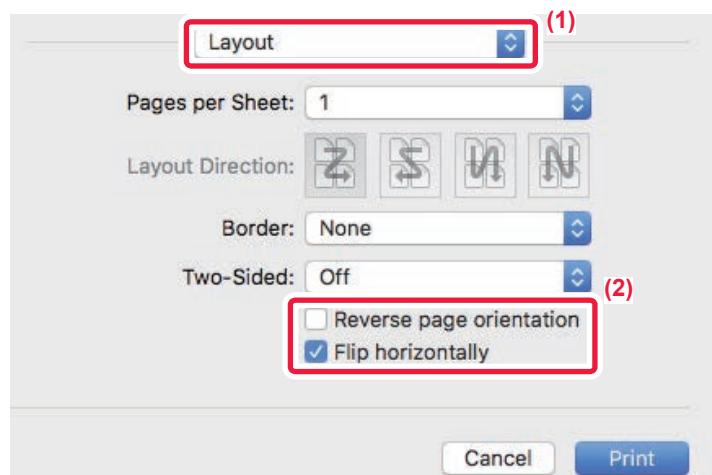 (1)
Layout
Pages per Sheet: 1
Layout Direction:
Border: None
Two-Sided: Off
(2)
Reverse page orientation
Flip horizontally
Cancel Print